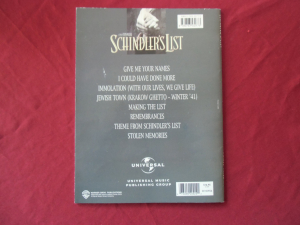 SCHINDLER'S LIST
GIVE ME YOUR NAMES
I COULD HAVE DONE MORE
IMMOLATION (WITH OUR LIVES, WE GIVE LIFE)
JEWISH TOWN (KRAKOW GHETTO - WINTER '41)
MAKING THE LIST
REMEMBRANCES
THEME FROM SCHINDLER'S LIST
STOLEN MEMORIES
UNIVERSAL
UNIVERSAL MUSIC
PUBLISHING GROUP